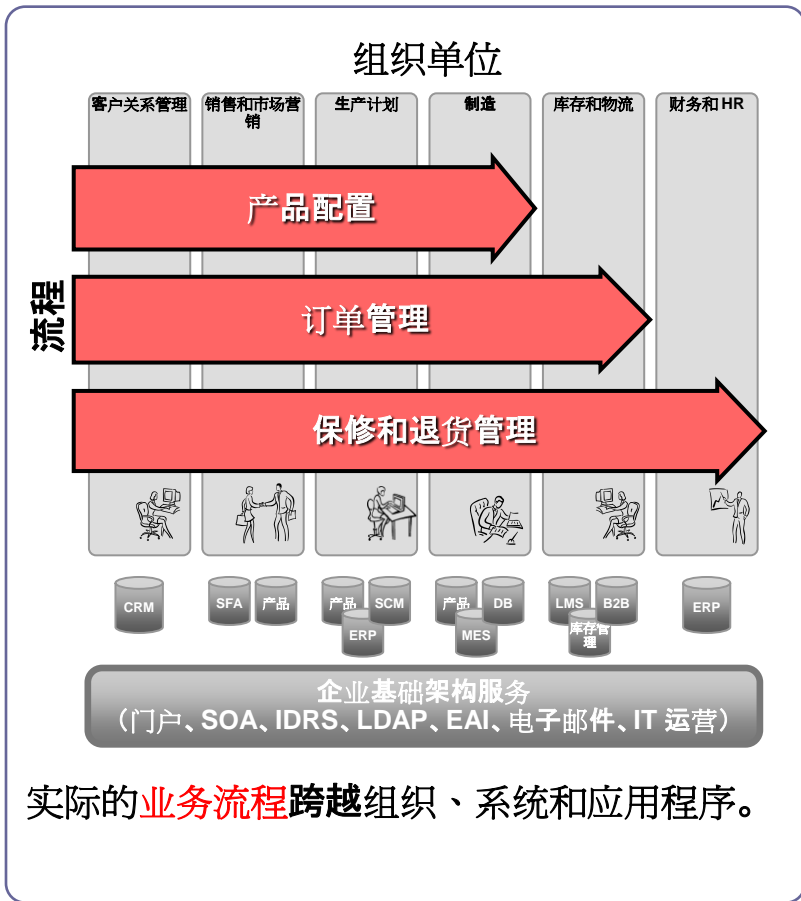 组织单位
客户关系管理
销售和市场营
销
生产计划
制造
库存和物流
财务和 HR
流程
产品配置
订单管理
保修和退货管理
CRM
SFA
产品
产品
SCM
ERP
产品
DB
MES
LMS
B2B
库存管
理
ERP
企业基础架构服务
（门户、SOA、IDRS、LDAP、EAI、电子邮件、IT 运营）
实际的业务流程跨越组织、系统和应用程序。